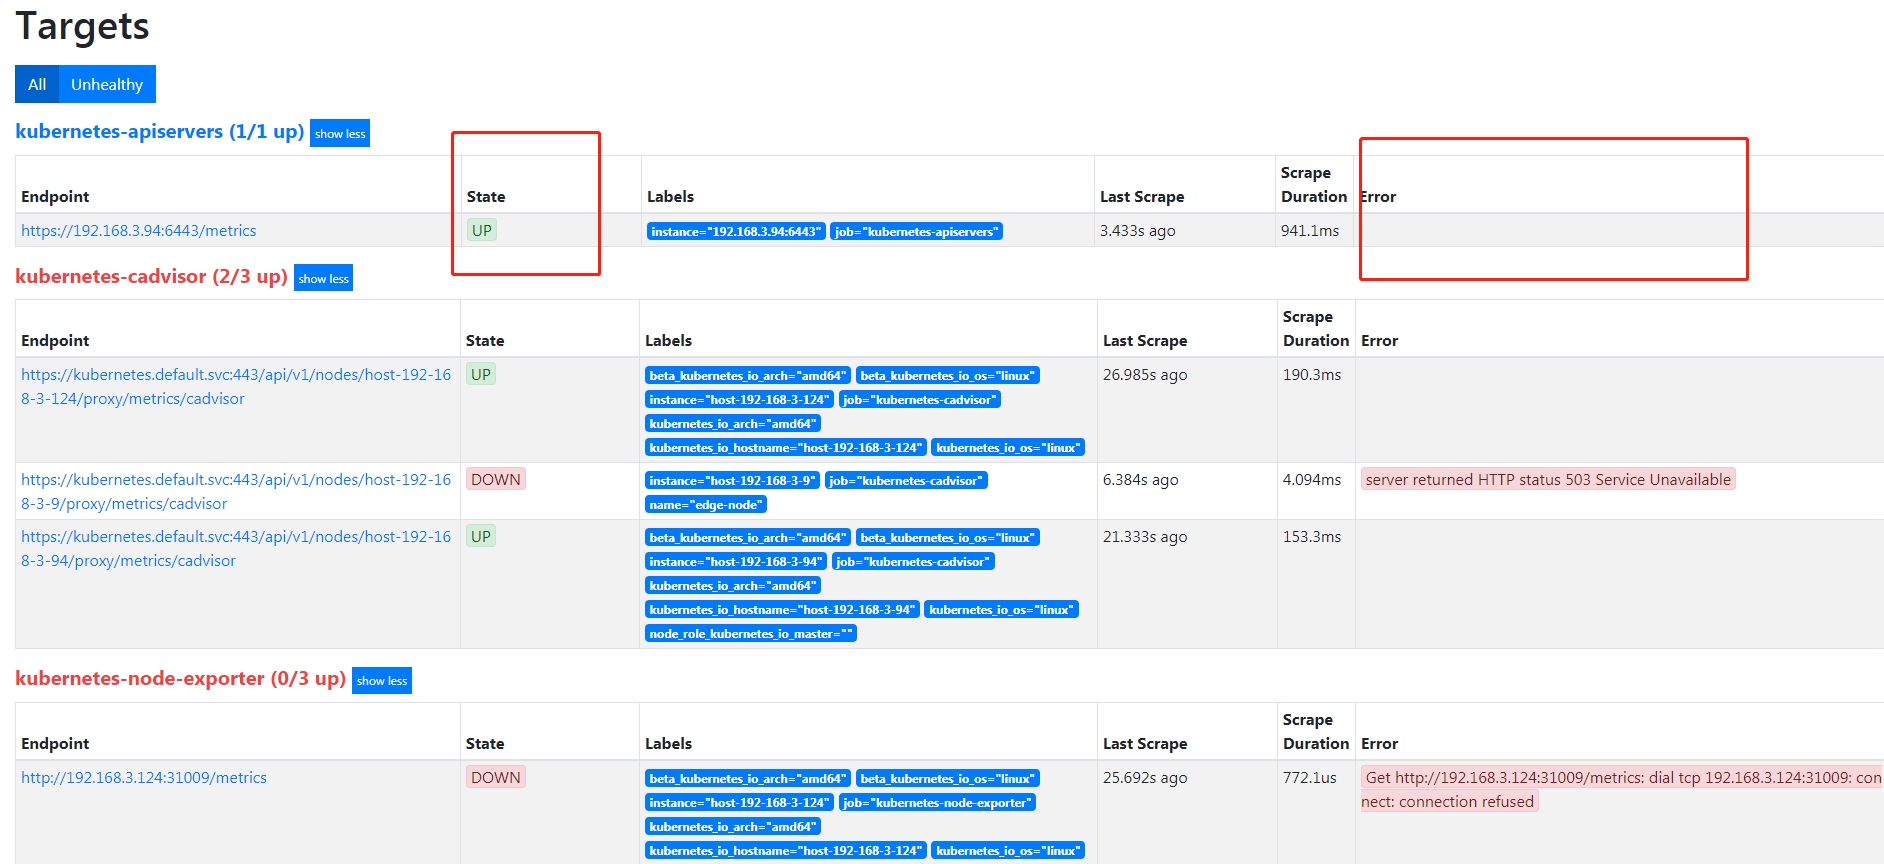 Targets
All Unhealthy
kubernetes-apiservers (1/1 up) show less
Endpoint State Labels Last Scrape Scrape Duration Error
https://192.168.3.94:6443/metrics UP instance="192.168.3.94:6443" job="kubernetes-apiservers" 3.433s ago 941.1ms
kubernetes-cadvisor (2/3 up) show less
Endpoint State Labels Last Scrape Scrape Duration Error
https://kubernetes.default.svc:443/api/v1/nodes/host-192-16 UP beta_kubernetes_io_arch="amd64" beta_kubernetes_io_os="linux" 26.985s ago 190.3ms
8-3-124/proxy/metrics/cadvisor instance="host-192-168-3-124" job="kubernetes-cadvisor"
kubernetes_io_arch="amd64"
kubernetes_io_hostname="host-192-168-3-124" kubernetes_io_os="linux"
https://kubernetes.default.svc:443/api/v1/nodes/host-192-16 DOWN instance="host-192-168-3-9" job="kubernetes-cadvisor" 6.384s ago 4.094ms server returned HTTP status 503 Service Unavailable
8-3-9/proxy/metrics/cadvisor name="edge-node"
https://kubernetes.default.svc:443/api/v1/nodes/host-192-16 UP beta_kubernetes_io_arch="amd64" beta_kubernetes_io_os="linux" 21.333s ago 153.3ms
8-3-94/proxy/metrics/cadvisor instance="host-192-168-3-94" job="kubernetes-cadvisor"
kubernetes_io_arch="amd64"
kubernetes_io_hostname="host-192-168-3-94" kubernetes_io_os="linux"
node_role_kubernetes_io_master=""
kubernetes-node-exporter (0/3 up) show less
Endpoint State Labels Last Scrape Scrape Duration Error
http://192.168.3.124:31009/metrics DOWN beta_kubernetes_io_arch="amd64" beta_kubernetes_io_os="linux" 25.692s ago 772.1us Get http://192.168.3.124:31009/metrics: dial tcp 192.168.3.124:31009: con
instance="host-192-168-3-124" job="kubernetes-node-exporter" nect: connection refused
kubernetes_io_arch="amd64"
kubernetes_io_hostname="host-192-168-3-124" kubernetes_io_os="linux"